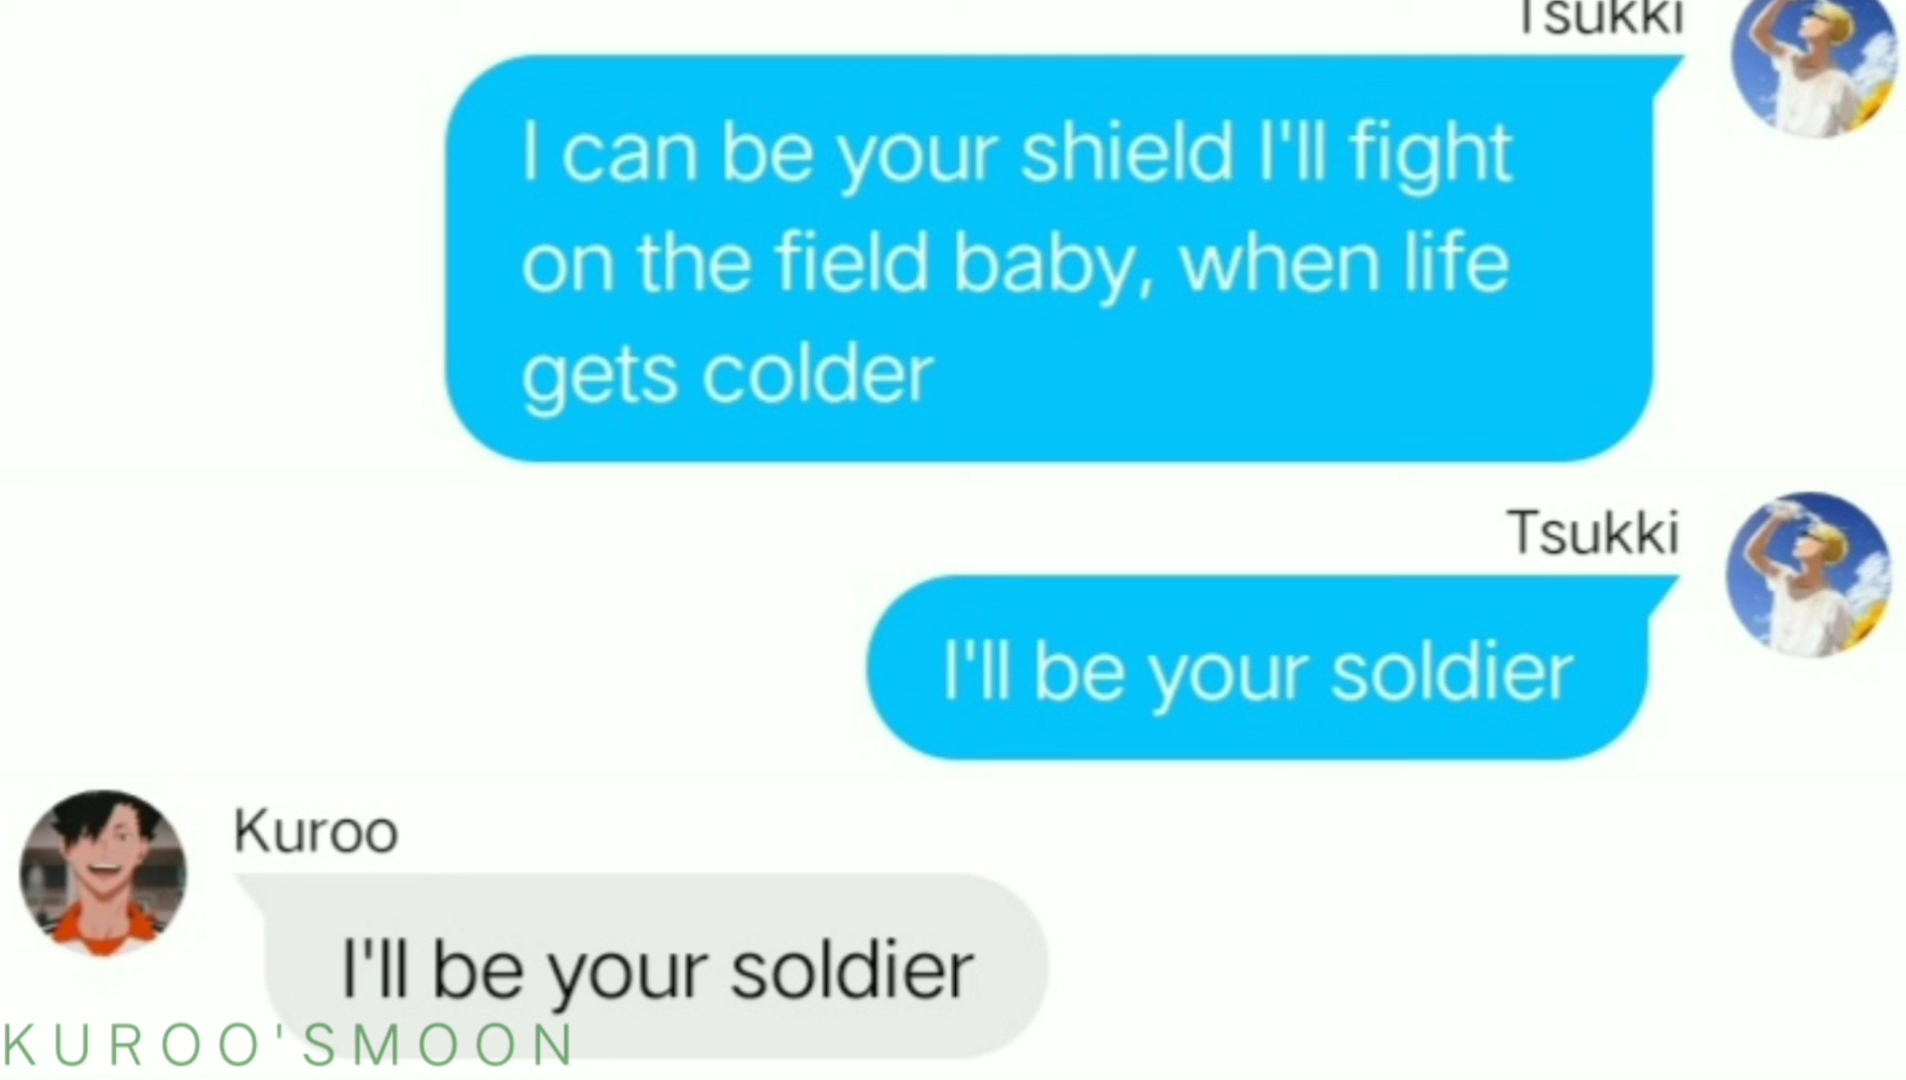 Tsukki
I can be your shield I'll fight
on the field baby, when life
gets colder
Tsukki
I'll be your soldier
Kuroo
I'll be your soldier
KUROO'SMOON